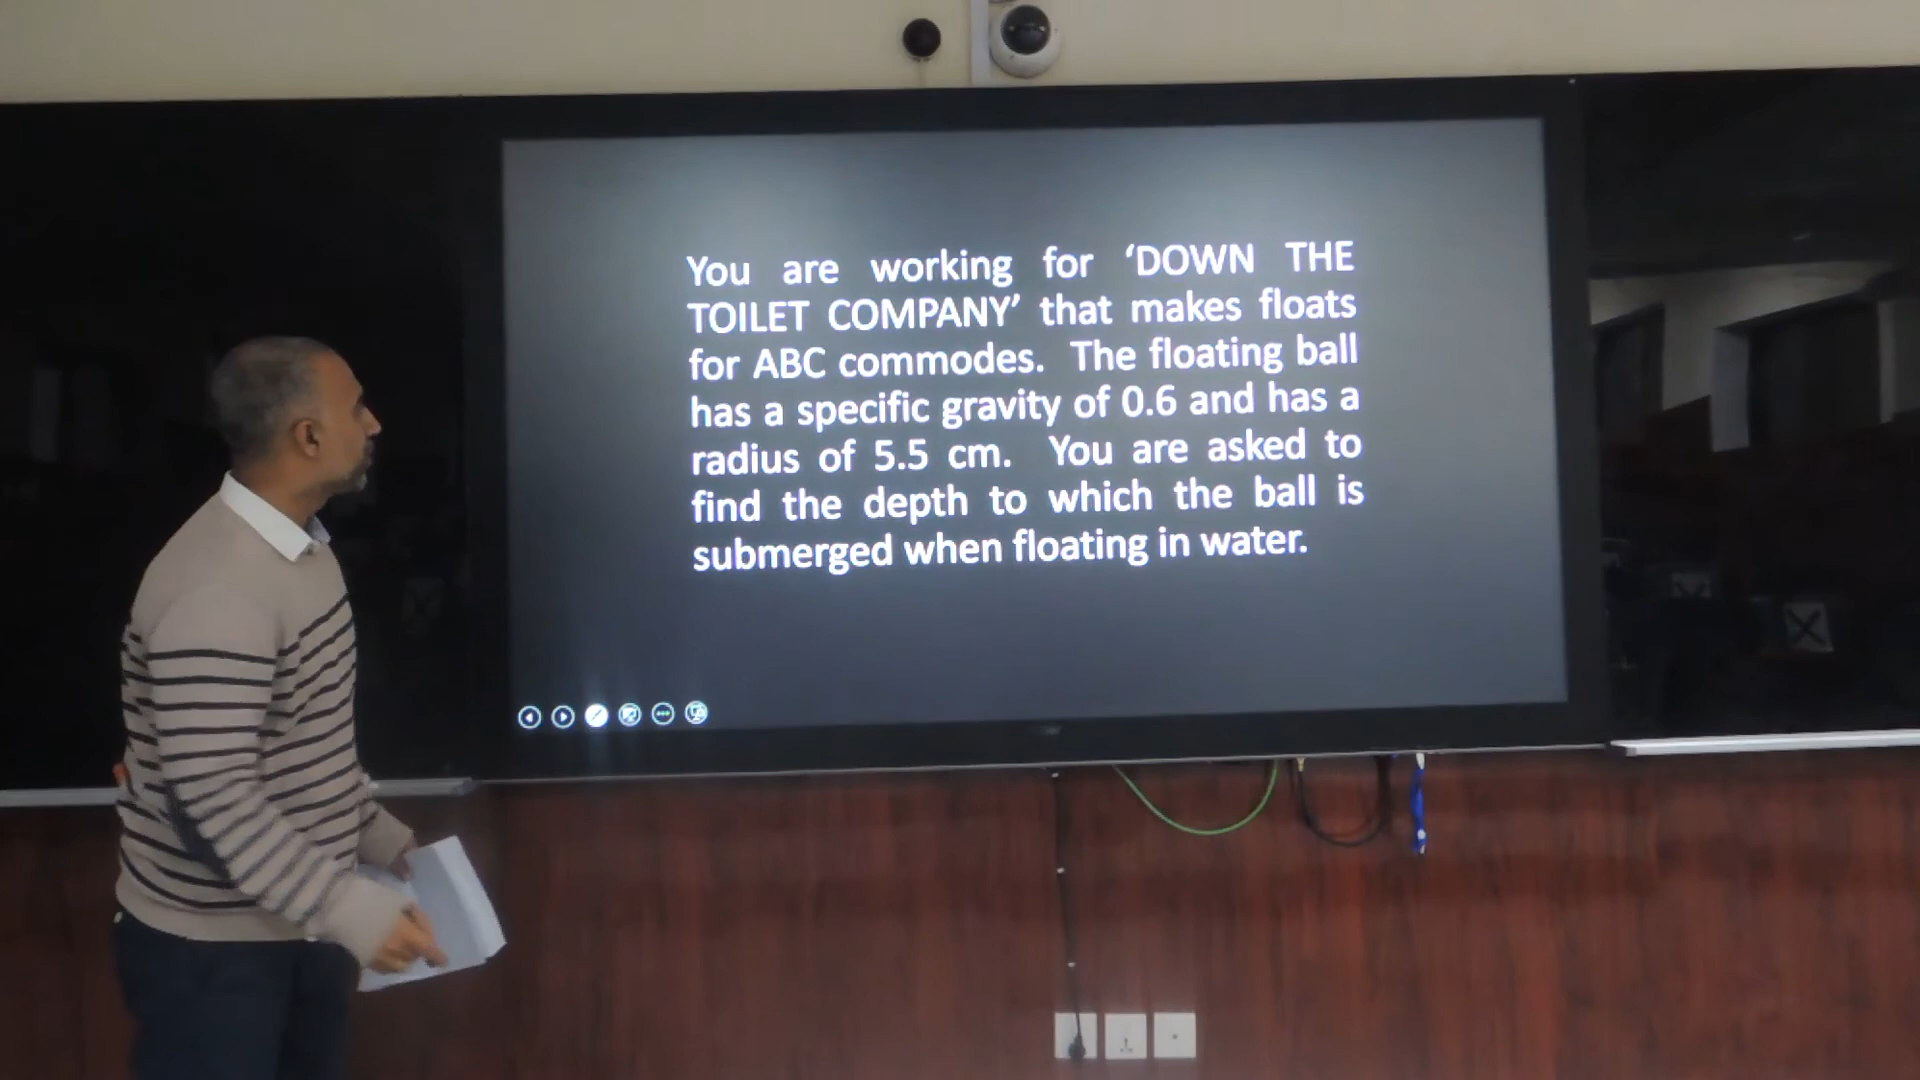 You are working for ‘DOWN THE
TOILET COMPANY’ that makes floats
for ABC commodes. The floating ball
has a specific gravity of 0.6 and has a
radius of 5.5 cm. You are asked to
find the depth to which the ball is
submerged when floating in water.